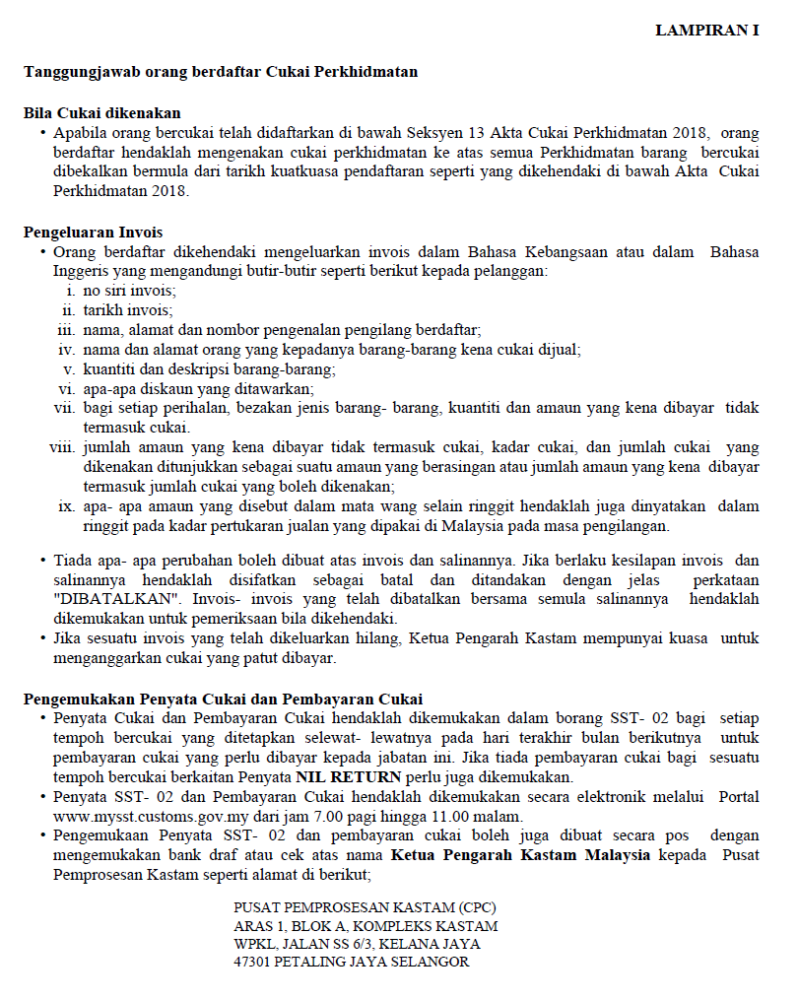 LAMPIRAN I
Tanggungjawab orang berdaftar Cukai Perkhidmatan
Bila Cukai dikenakan
• Apabila orang bercukai telah didaftarkan di bawah Seksyen 13 Akta Cukai Perkhidmatan 2018, orang
berdaftar hendaklah mengenakan cukai perkhidmatan ke atas semua Perkhidmatan barang bercukai
dibekalkan bermula dari tarikh kuatkuasa pendaftaran seperti yang dikehendaki di bawah Akta Cukai
Perkhidmatan 2018.
Pengeluaran Invois
• Orang berdaftar dikehendaki mengeluarkan invois dalam Bahasa Kebangsaan atau dalam Bahasa
Inggeris yang mengandungi butir-butir seperti berikut kepada pelanggan:
i. no siri invois;
ii. tarikh invois;
iii. nama, alamat dan nombor pengenalan pengilang berdaftar;
iv. nama dan alamat orang yang kepadanya barang-barang kena cukai dijual;
v. kuantiti dan deskripsi barang-barang;
vi. apa-apa diskaun yang ditawarkan;
vii. bagi setiap perihalan, bezakan jenis barang- barang, kuantiti dan amaun yang kena dibayar tidak
termasuk cukai.
viii. jumlah amaun yang kena dibayar tidak termasuk cukai, kadar cukai, dan jumlah cukai yang
dikenakan ditunjukkan sebagai suatu amaun yang berasingan atau jumlah amaun yang kena dibayar
termasuk jumlah cukai yang boleh dikenakan;
ix. apa- apa amaun yang disebut dalam mata wang selain ringgit hendaklah juga dinyatakan dalam
ringgit pada kadar pertukaran jualan yang dipakai di Malaysia pada masa pengilangan.
• Tiada apa- apa perubahan boleh dibuat atas invois dan salinannya. Jika berlaku kesilapan invois dan
salinannya hendaklah disifatkan sebagai batal dan ditandakan dengan jelas perkataan
"DIBATALKAN". Invois- invois yang telah dibatalkan bersama semula salinannya hendaklah
dikemukakan untuk pemeriksaan bila dikehendaki.
• Jika sesuatu invois yang telah dikeluarkan hilang, Ketua Pengarah Kastam mempunyai kuasa untuk
menganggarkan cukai yang patut dibayar.
Pengemukakan Penyata Cukai dan Pembayaran Cukai
• Penyata Cukai dan Pembayaran Cukai hendaklah dikemukakan dalam borang SST- 02 bagi setiap
tempoh bercukai yang ditetapkan selewat- lewatnya pada hari terakhir bulan berikutnya untuk
pembayaran cukai yang perlu dibayar kepada jabatan ini. Jika tiada pembayaran cukai bagi sesuatu
tempoh bercukai berkaitan Penyata NIL RETURN perlu juga dikemukakan.
• Penyata SST- 02 dan Pembayaran Cukai hendaklah dikemukakan secara elektronik melalui Portal
www.mysst.customs.gov.my dari jam 7.00 pagi hingga 11.00 malam.
• Pengemukaan Penyata SST- 02 dan pembayaran cukai boleh juga dibuat secara pos dengan
mengemukakan bank draf atau cek atas nama Ketua Pengarah Kastam Malaysia kepada Pusat
Pemprosesan Kastam seperti alamat di berikut;
PUSAT PEMPROSESAN KASTAM (CPC)
ARAS 1, BLOK A, KOMPLEKS KASTAM
WPKL, JALAN SS 6/3, KELANA JAYA
47301 PETALING JAYA SELANGOR